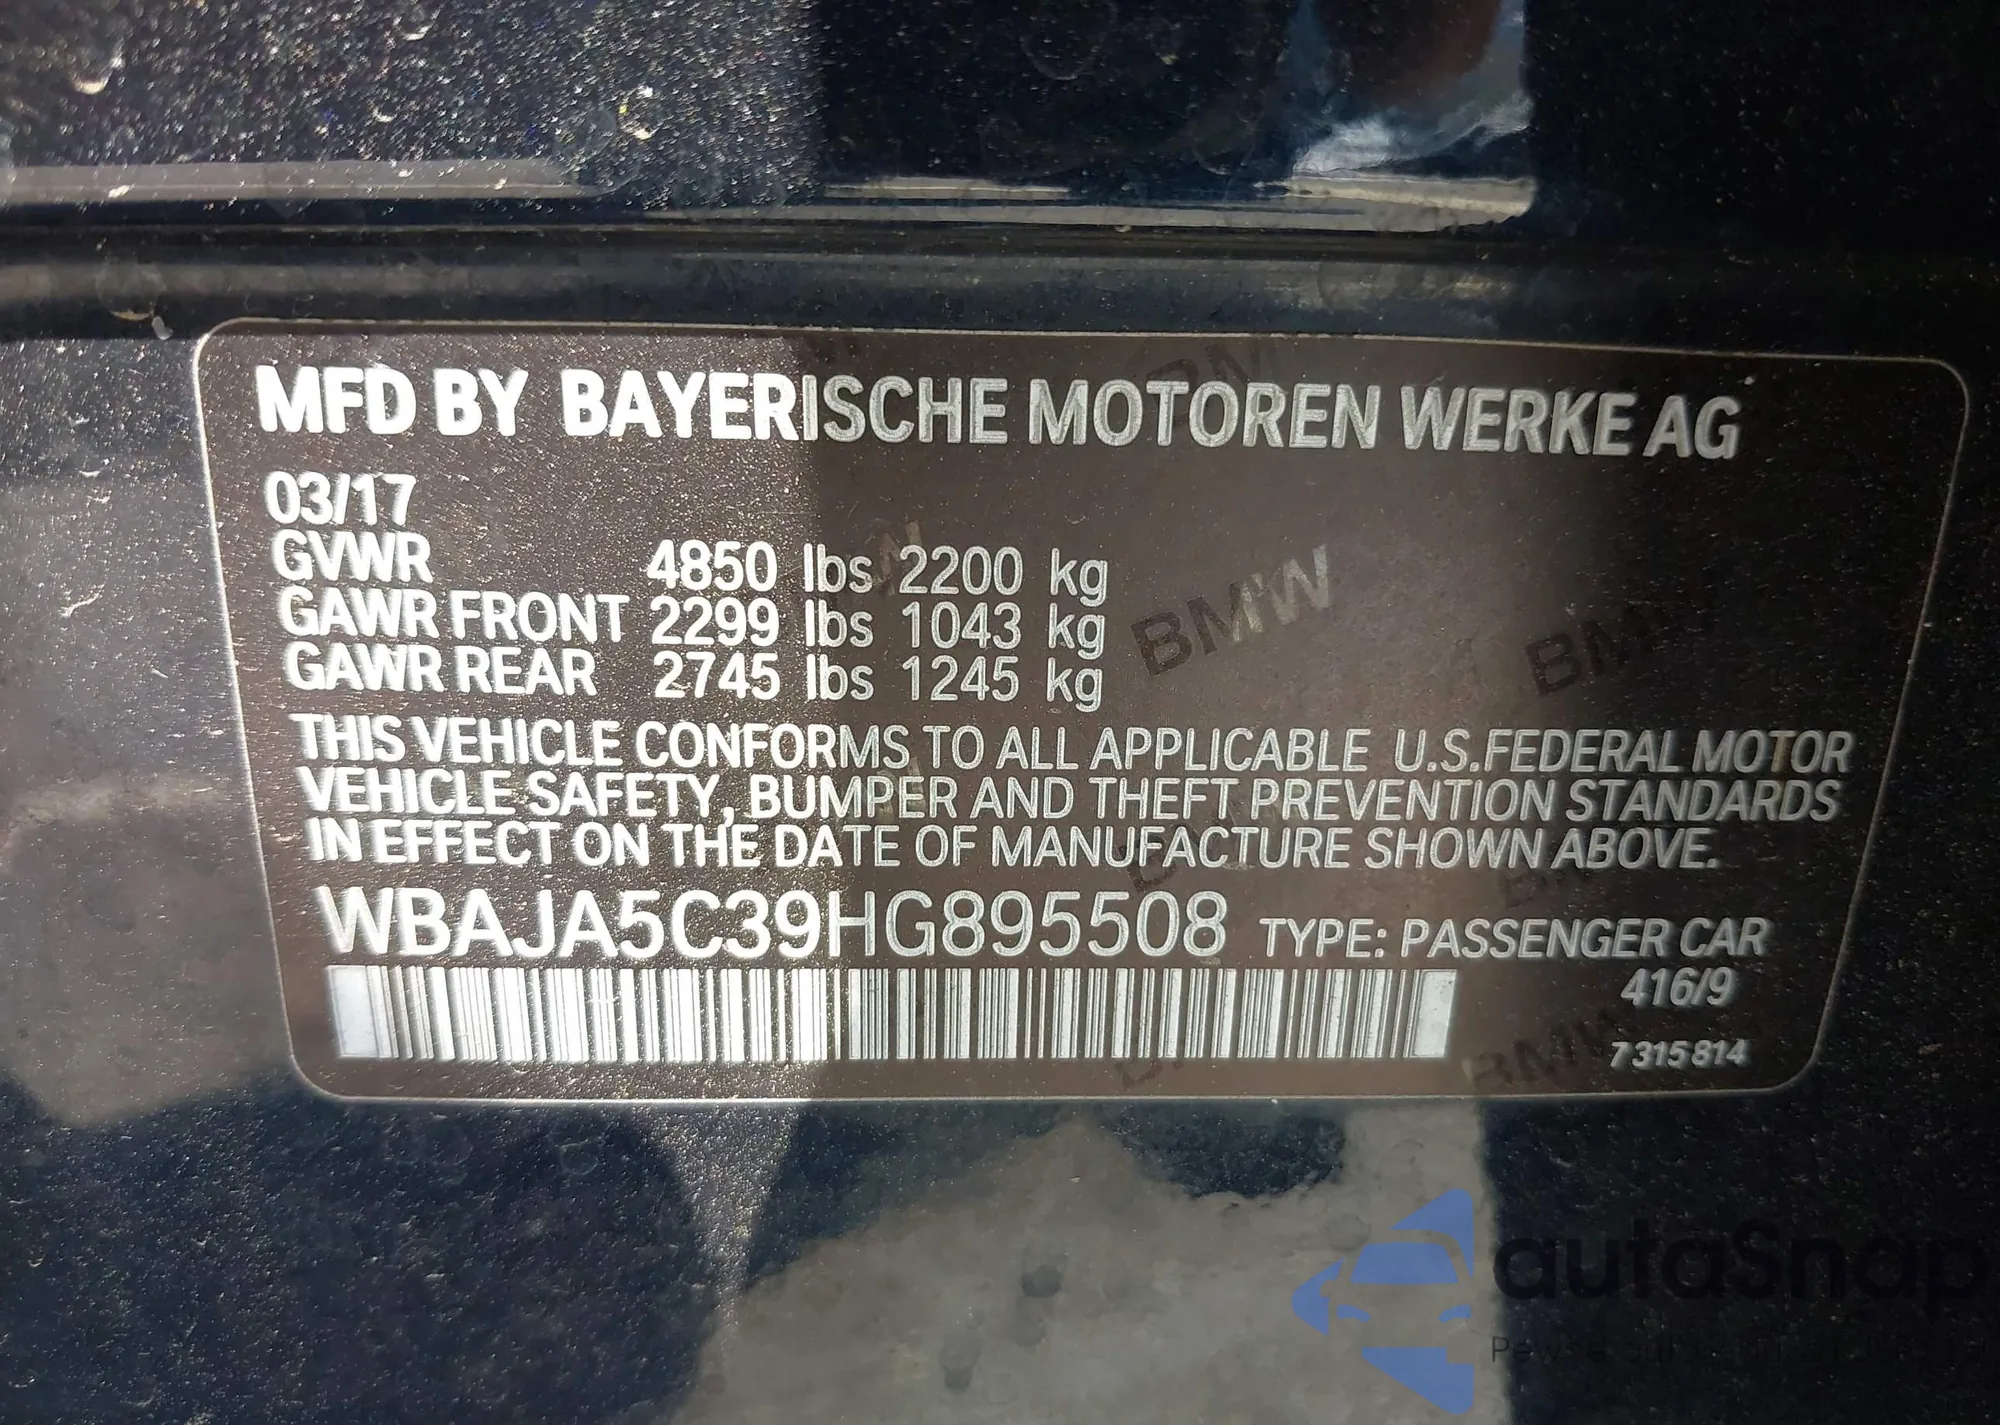 MFD BY BAYERISCHE MOTOREN WERKE AG
03/17
GVWR 4850 lbs 2200 kg
GAWR FRONT 2299 lbs 1043 kg
GAWR REAR 2745 lbs 1245 kg
THIS VEHICLE CONFORMS TO ALL APPLICABLE U.S.FEDERAL MOTOR
VEHICLE SAFETY, BUMPER AND THEFT PREVENTION STANDARDS
IN EFFECT ON THE DATE OF MANUFACTURE SHOWN ABOVE.
WBAJA5C39HG895508 TYPE: PASSENGER CAR
416/9
7315814
BMW
BMW
BMW
autoSnap